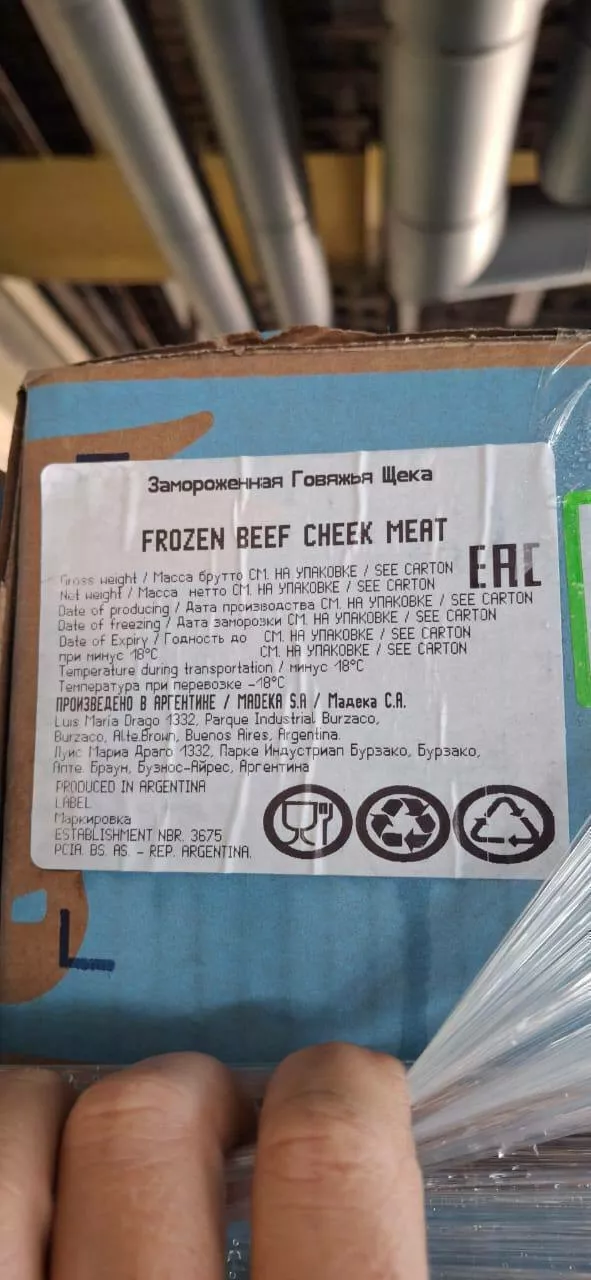 Замороженная Говяжья Щека
FROZEN BEEF CHEEK MEAT
Gross weight / Масса брутто СМ. НА УПАКОВКЕ / SEE CARTON
EAC
Net weight / Масса нетто СМ. НА УПАКОВКЕ / SEE CARTON
Date of producing / Дата производства СМ. НА УПАКОВКЕ / SEE CARTON
Date of freezing / Дата заморозки СМ. НА УПАКОВКЕ / SEE CARTON
Date of Expiry / Годность до СМ. НА УПАКОВКЕ / SEE CARTON
при минус 18°C СМ. НА УПАКОВКЕ / SEE CARTON
Temperature during transportation / минус 18°C
Температура при перевозке -18°C
ПРОИЗВЕДЕНО В АРГЕНТИНЕ / MADEKA S.A / Мадека С.А.
Luis María Drago 1332, Parque Industrial Burzaco,
Burzaco, Alte.Brown, Buenos Aires, Argentina.
Луис Мариа Драго 1332, Парке Индустриал Бурзако, Бурзако,
Алте. Браун, Буэнос-Айрес, Аргентина
PRODUCED IN ARGENTINA
LABEL
Маркировка
ESTABLISHMENT NBR. 3675
PCIA. BS. AS. - REP. ARGENTINA.